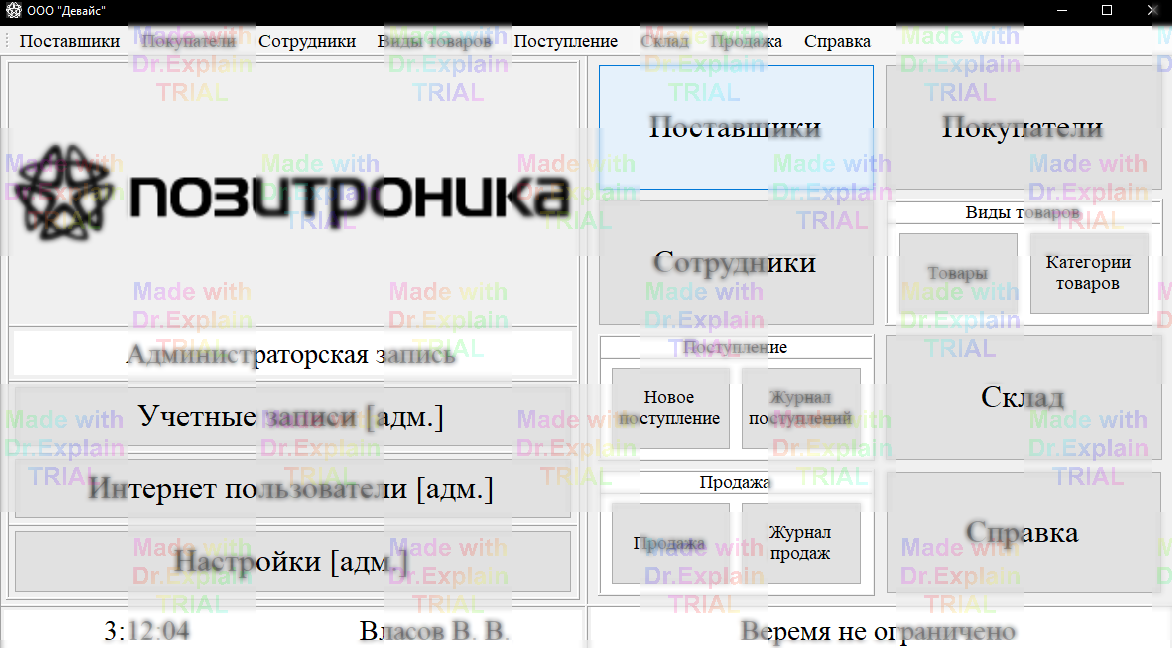 ООО "Девайс"
Поставщики Покупатели Сотрудники Виды товаров Поступление Склад Продажа Справка
позитроника
Администраторская запись
Учетные записи [адм.]
Интернет пользователи [адм.]
Настройки [адм.]
3:12:04
Власов В. В.
Поставщики
Покупатели
Сотрудники
Виды товаров
Товары
Категории
товаров
Поступление
Новое
поступление
Журнал
поступлений
Склад
Продажа
Продажа
Журнал
продаж
Справка
Веремя не ограничено
Made with
Dr.Explain
TRIAL